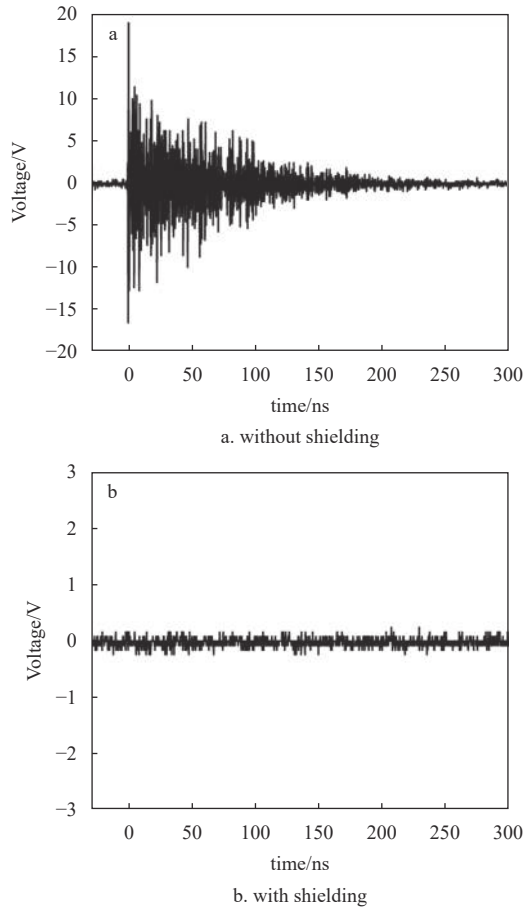 a
20
15
10
5
0
−5
−10
−15
−20
Voltage/V
0 50 100 150 200 250 300
time/ns
a. without shielding
b
3
2
1
0
−1
−2
−3
Voltage/V
0 50 100 150 200 250 300
time/ns
b. with shielding